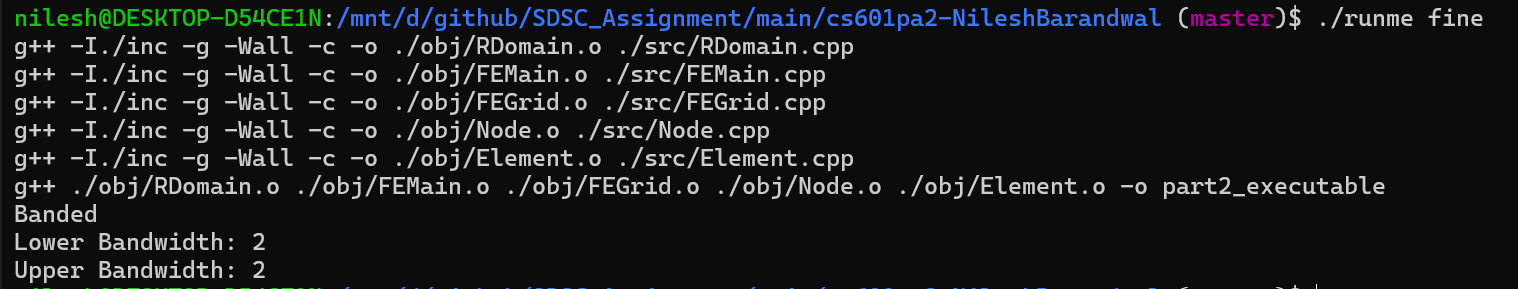 nilesh@DESKTOP-D54CE1N:/mnt/d/github/SDSC_Assignment/main/cs601pa2-NileshBarandwal (master)$ ./runme fine
g++ -I./inc -g -Wall -c -o ./obj/RDomain.o ./src/RDomain.cpp
g++ -I./inc -g -Wall -c -o ./obj/FEMain.o ./src/FEMain.cpp
g++ -I./inc -g -Wall -c -o ./obj/FEGrid.o ./src/FEGrid.cpp
g++ -I./inc -g -Wall -c -o ./obj/Node.o ./src/Node.cpp
g++ -I./inc -g -Wall -c -o ./obj/Element.o ./src/Element.cpp
g++ ./obj/RDomain.o ./obj/FEMain.o ./obj/FEGrid.o ./obj/Node.o ./obj/Element.o -o part2_executable
Banded
Lower Bandwidth: 2
Upper Bandwidth: 2